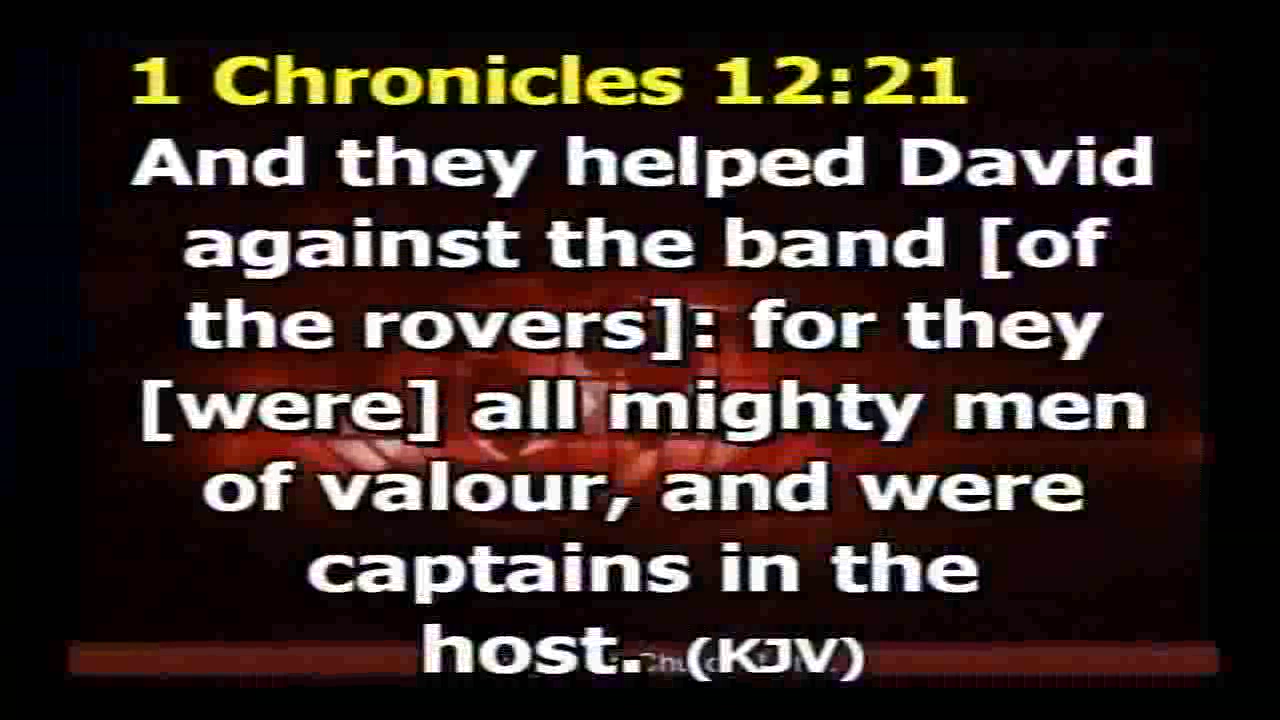 1 Chronicles 12:21
And they helped David
against the band [of
the rovers]: for they
[were] all mighty men
of valour, and were
captains in the
host. (KJV)